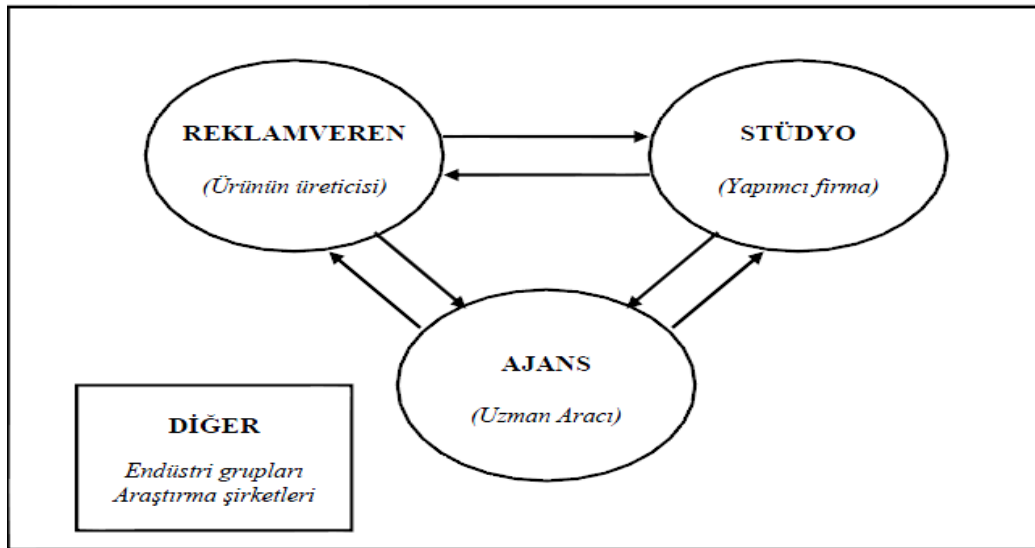 REKLAMVEREN
(Ürünün üreticisi)
STÜDYO
(Yapımcı firma)
AJANS
(Uzman Aracı)
DİĞER
Endüstri grupları
Araştırma şirketleri